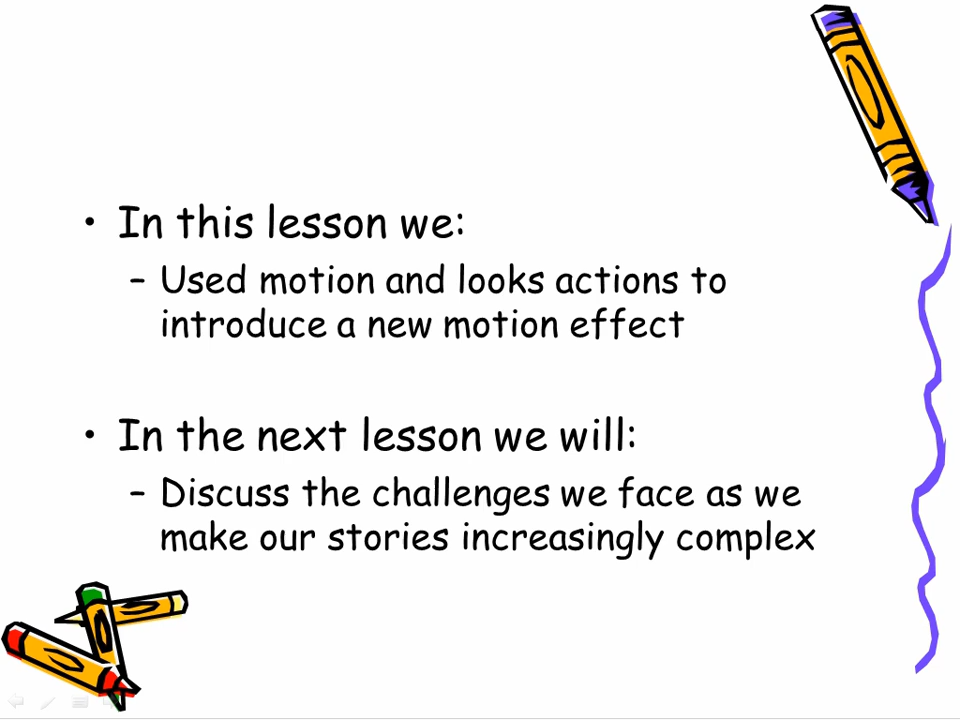 • In this lesson we:
– Used motion and looks actions to
introduce a new motion effect
• In the next lesson we will:
– Discuss the challenges we face as we
make our stories increasingly complex